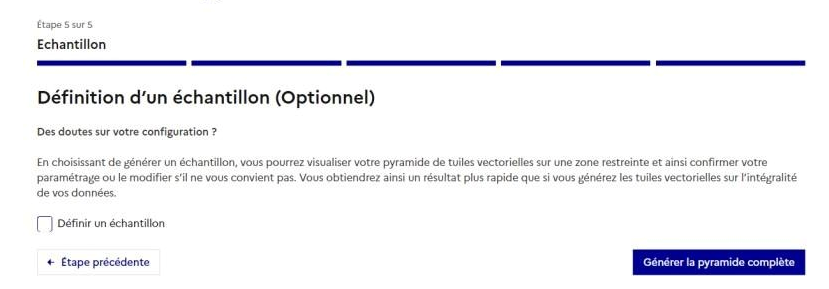 Étape 5 sur 5
Echantillon
Définition d'un échantillon (Optionnel)
Des doutes sur votre configuration ?
En choisissant de générer un échantillon, vous pourrez visualiser votre pyramide de tuiles vectorielles sur une zone restreinte et ainsi confirmer votre
paramétrage ou le modifier s'il ne vous convient pas. Vous obtiendrez ainsi un résultat plus rapide que si vous générez les tuiles vectorielles sur l'intégralité
de vos données.
Définir un échantillon
← Étape précédente
Générer la pyramide complète